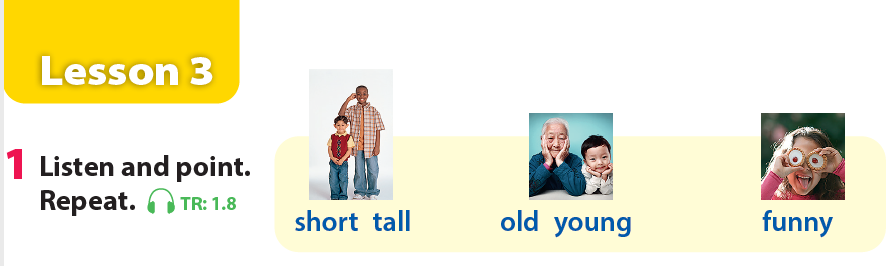 Lesson 3
1 Listen and point.
Repeat. TR: 1.8
short tall
old young
funny